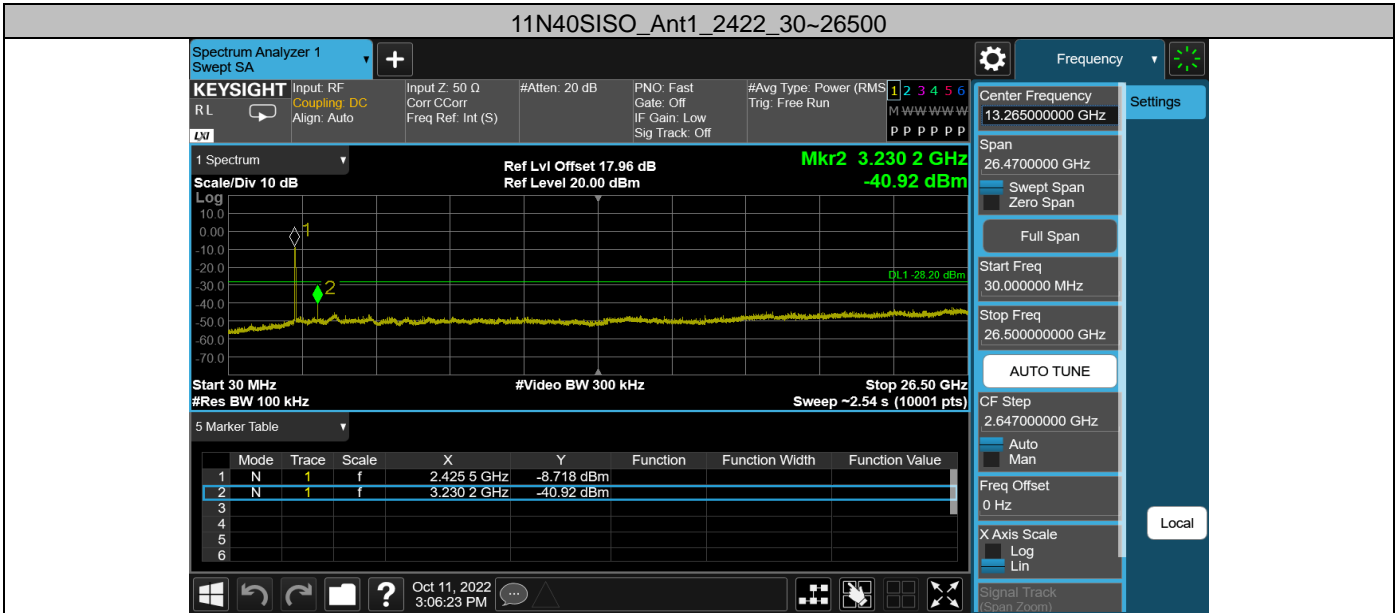 11N40SISO_Ant1_2422_30~26500
Spectrum Analyzer 1
Swept SA
Frequency
KEYSIGHT
RL
LXI
Input: RF
Coupling: DC
Align: Auto
Input Z: 50 Ω
Corr CCorr
Freq Ref: Int (S)
#Atten: 20 dB
PNO: Fast
Gate: Off
IF Gain: Low
Sig Track: Off
#Avg Type: Power (RMS
Trig: Free Run
1 2 3 4 5 6
M W W W W W
P P P P P P
1 Spectrum
Scale/Div 10 dB
Ref Lvl Offset 17.96 dB
Ref Level 20.00 dBm
Mkr2 3.230 2 GHz
-40.92 dBm
Log
10.0
0.00
-10.0
-20.0
-30.0
-40.0
-50.0
-60.0
-70.0
1
2
DL1 -28.20 dBm
Start 30 MHz
#Video BW 300 kHz
Stop 26.50 GHz
#Res BW 100 kHz
Sweep ~2.54 s (10001 pts)
5 Marker Table
Mode Trace Scale X Y Function Function Width Function Value
1 N 1 f 2.425 5 GHz -8.718 dBm
2 N 1 f 3.230 2 GHz -40.92 dBm
3
4
5
6
Oct 11, 2022
3:06:23 PM
Center Frequency
13.265000000 GHz
Settings
Span
26.4700000 GHz
Swept Span
Zero Span
Full Span
Start Freq
30.000000 MHz
Stop Freq
26.500000000 GHz
AUTO TUNE
CF Step
2.647000000 GHz
Auto
Man
Freq Offset
0 Hz
Local
X Axis Scale
Log
Lin
Signal Track
(Span Zoom)